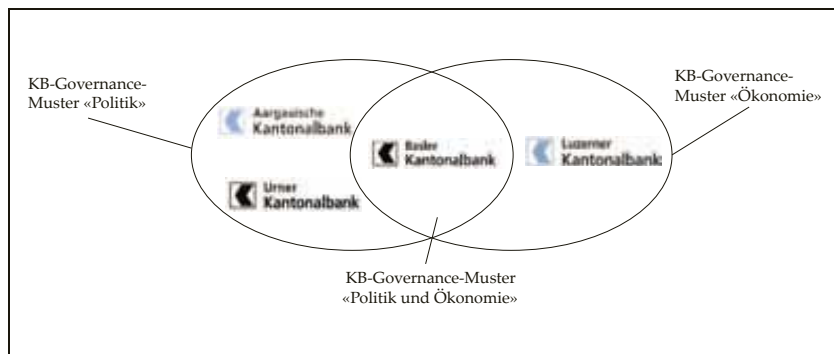 KB-Governance-
Muster «Politik»
Aargauische
Kantonalbank
Urner
Kantonalbank
Basler
Kantonalbank
Luzerner
Kantonalbank
KB-Governance-
Muster «Ökonomie»
KB-Governance-Muster
«Politik und Ökonomie»